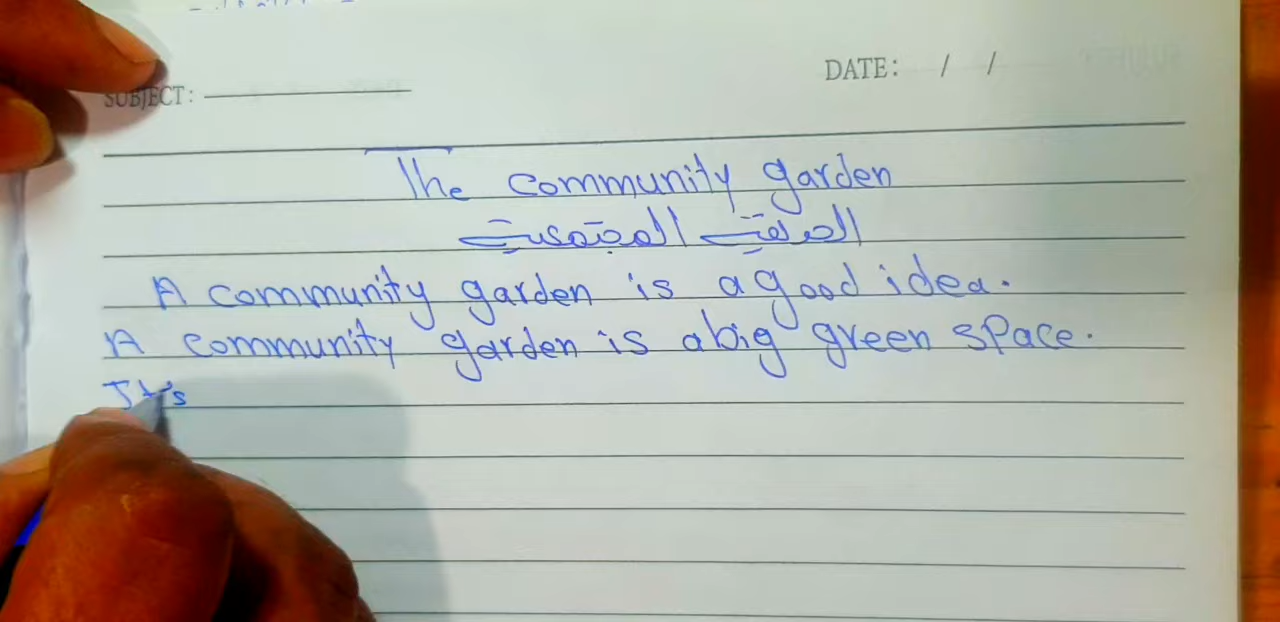 SUBJECT:
DATE: / /
The community garden
الحديقة المجتمعية
A community garden is a good idea.
A community garden is a big green space.
It's